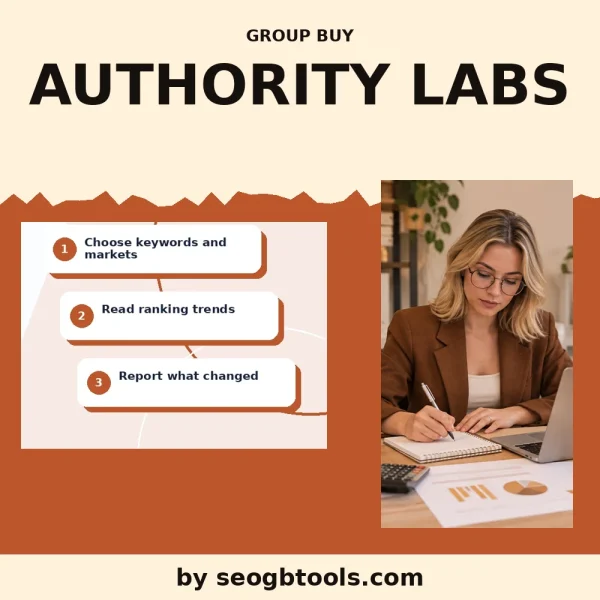 GROUP BUY
AUTHORITY LABS
1 Choose keywords and
markets
2 Read ranking trends
3 Report what changed
by seogbtools.com